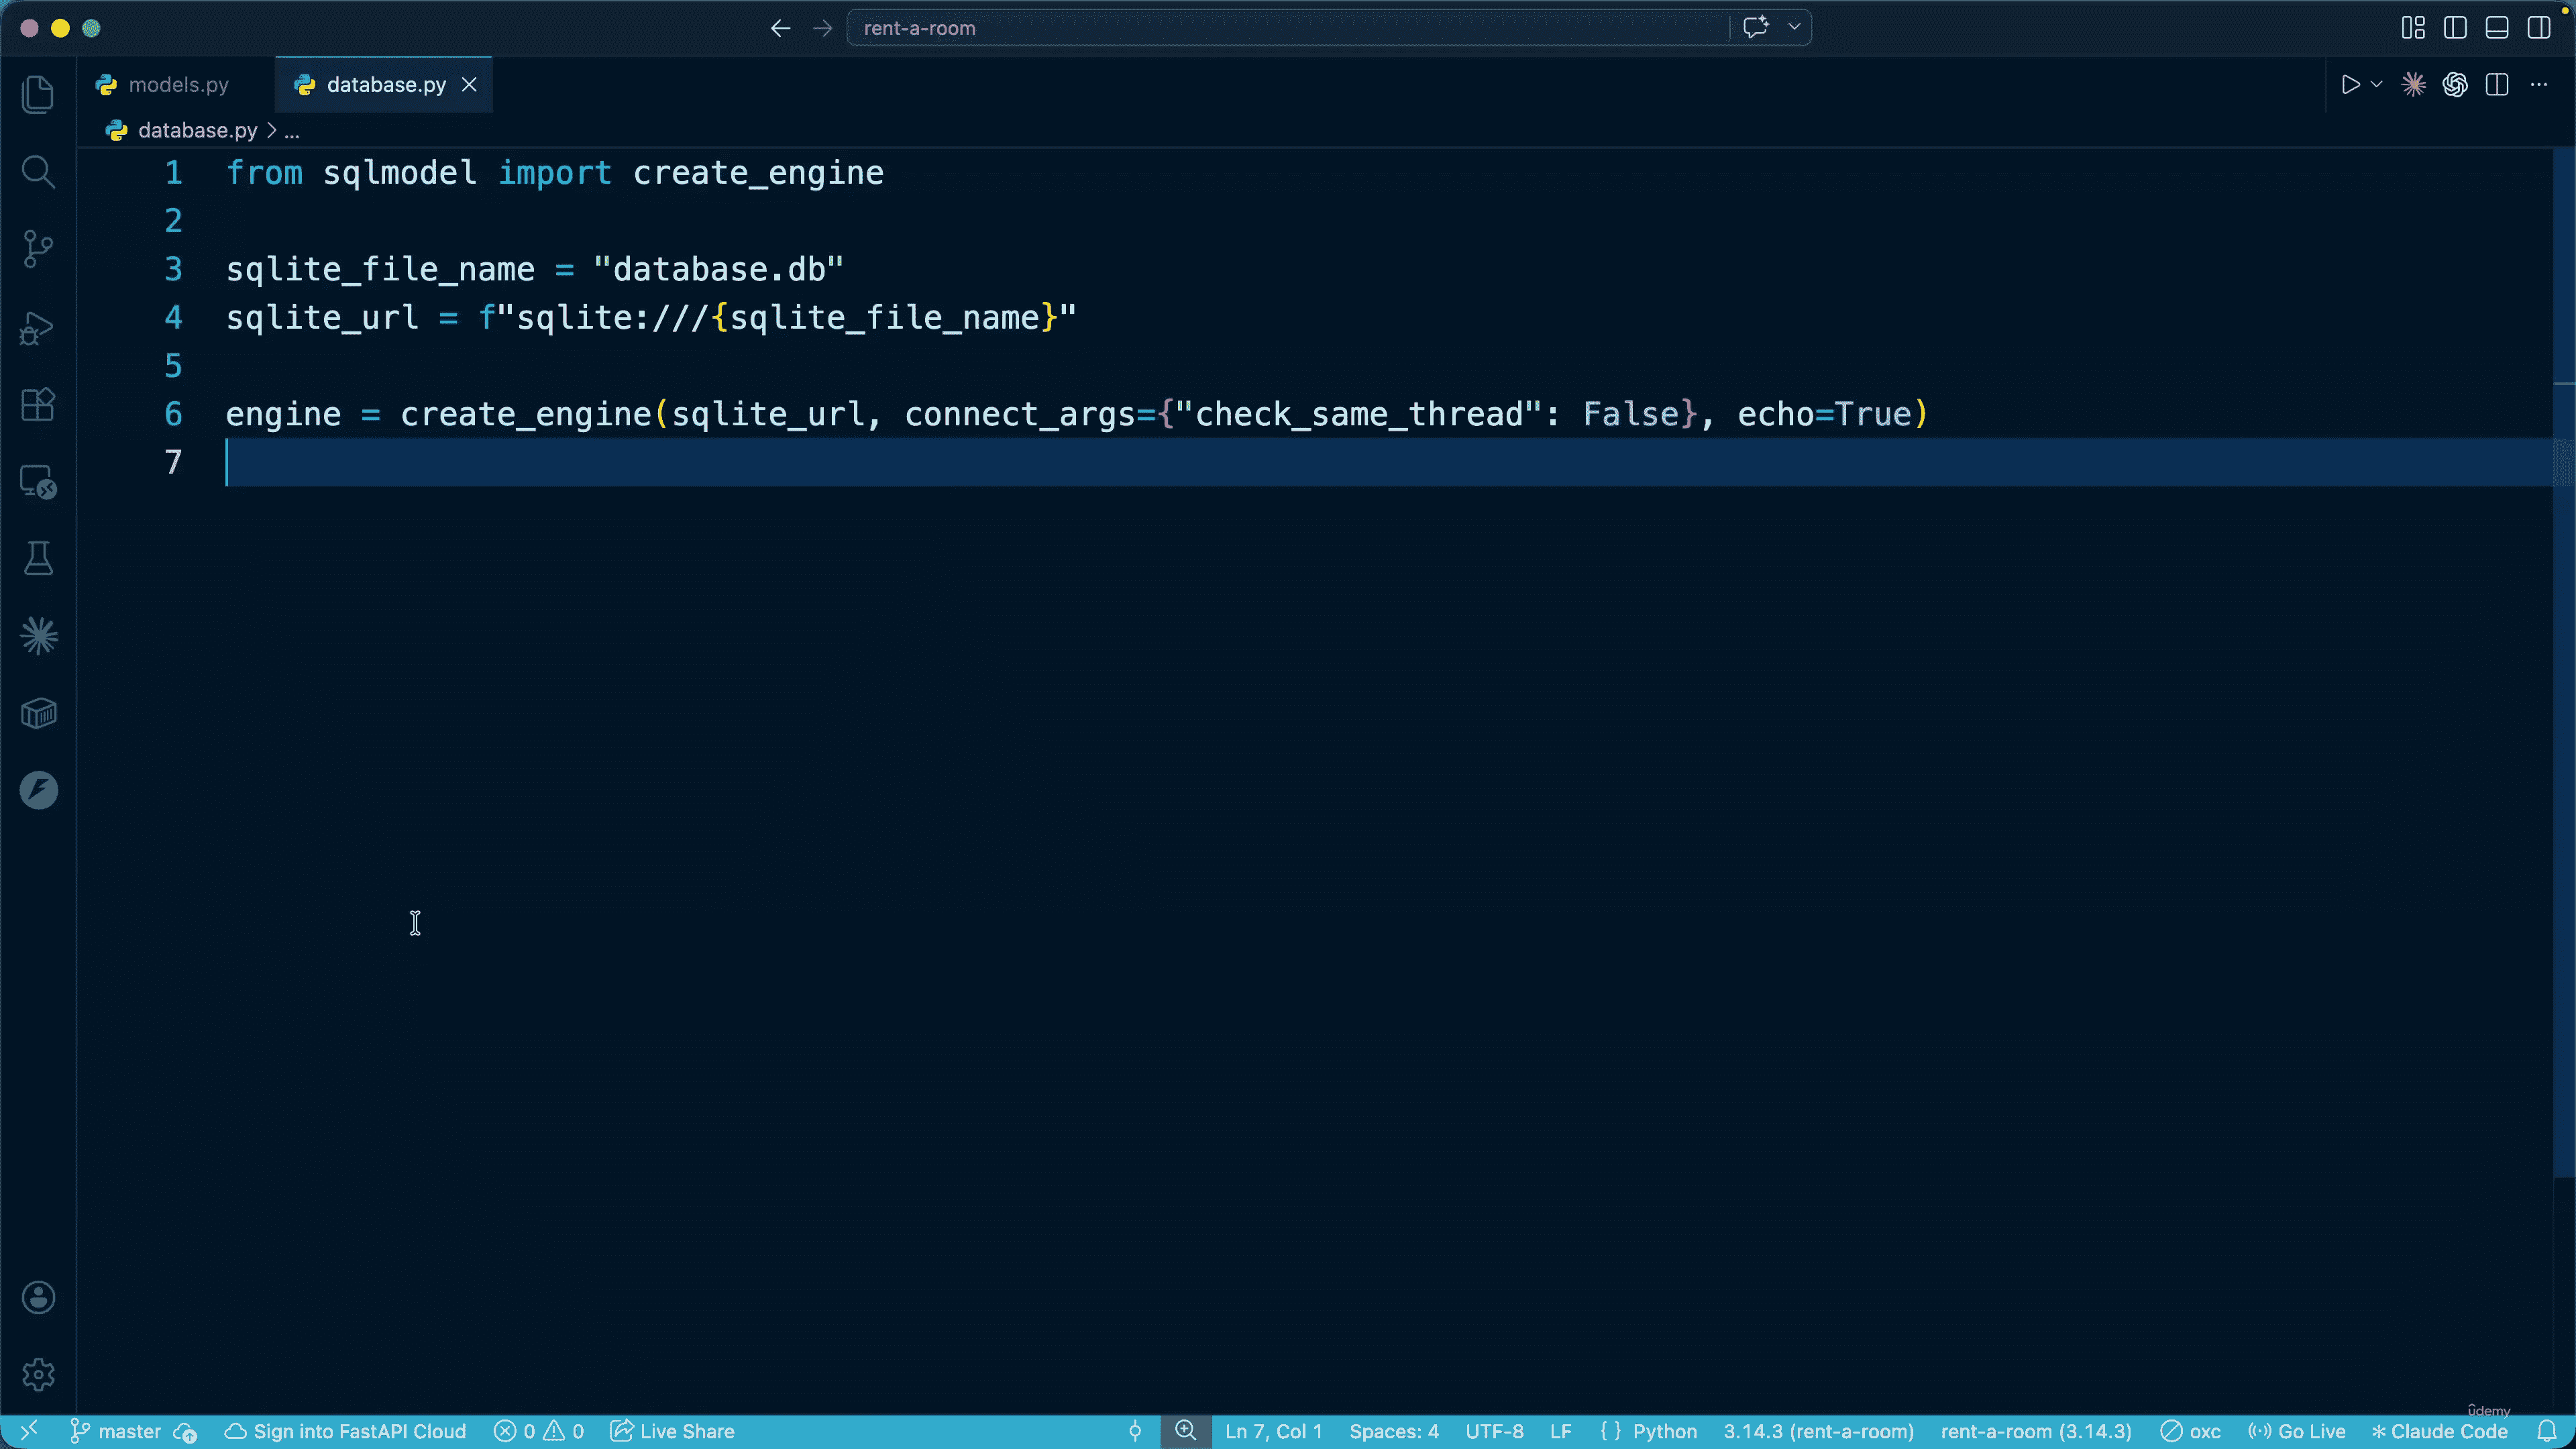 rent-a-room
models.py
database.py
database.py > ...
1 from sqlmodel import create_engine
2
3 sqlite_file_name = "database.db"
4 sqlite_url = f"sqlite:///{sqlite_file_name}"
5
6 engine = create_engine(sqlite_url, connect_args={"check_same_thread": False}, echo=True)
7
udemy
master Sign into FastAPI Cloud 0 0 Live Share Ln 7, Col 1 Spaces: 4 UTF-8 LF { } Python 3.14.3 (rent-a-room) rent-a-room (3.14.3) oxc Go Live Claude Code